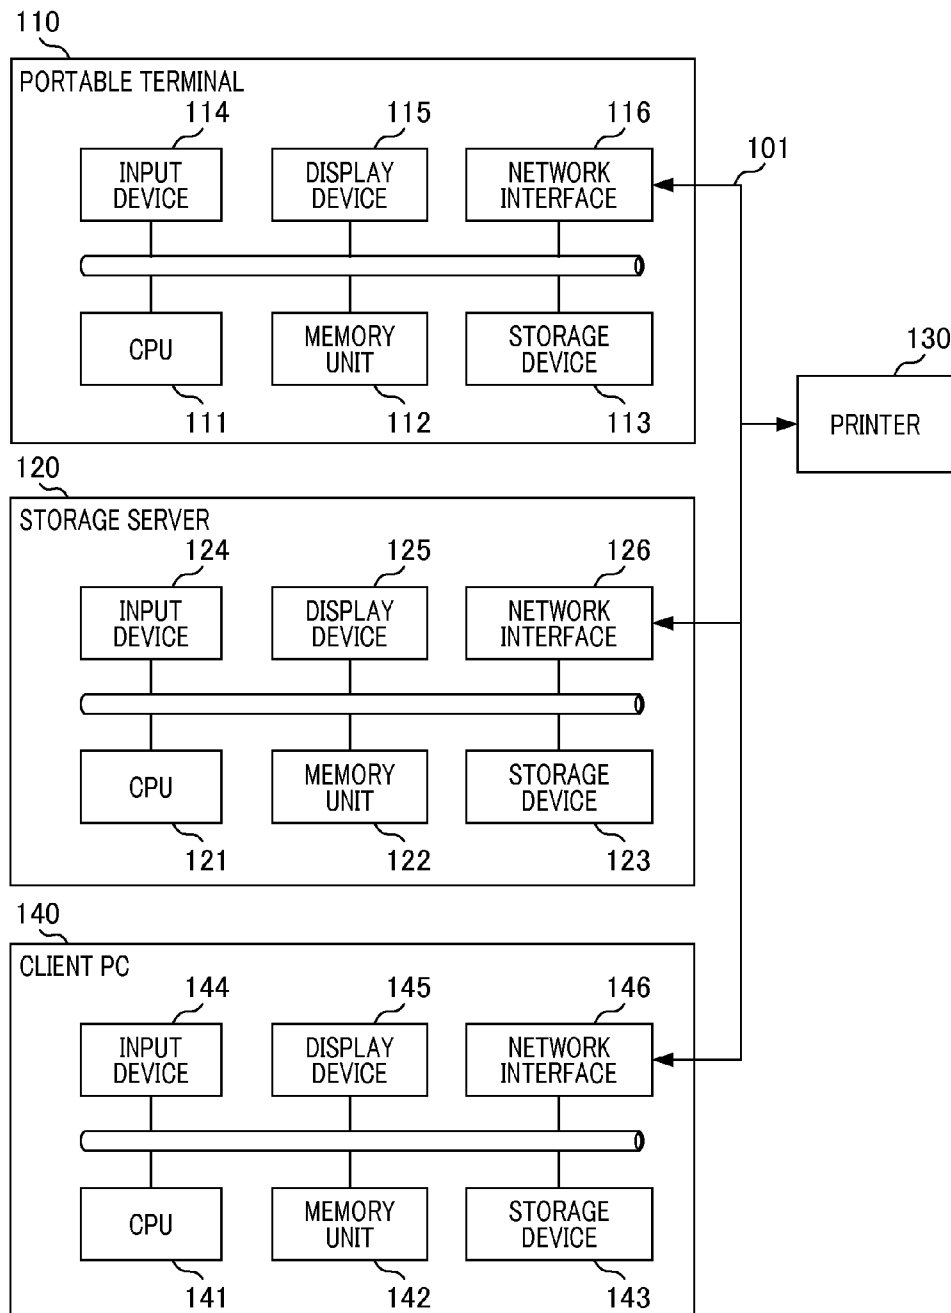 110
PORTABLE TERMINAL
114
115
116
101
INPUT
DEVICE
DISPLAY
DEVICE
NETWORK
INTERFACE
CPU
MEMORY
UNIT
STORAGE
DEVICE
111
112
113
130
PRINTER
120
STORAGE SERVER
124
125
126
INPUT
DEVICE
DISPLAY
DEVICE
NETWORK
INTERFACE
CPU
MEMORY
UNIT
STORAGE
DEVICE
121
122
123
140
CLIENT PC
144
145
146
INPUT
DEVICE
DISPLAY
DEVICE
NETWORK
INTERFACE
CPU
MEMORY
UNIT
STORAGE
DEVICE
141
142
143